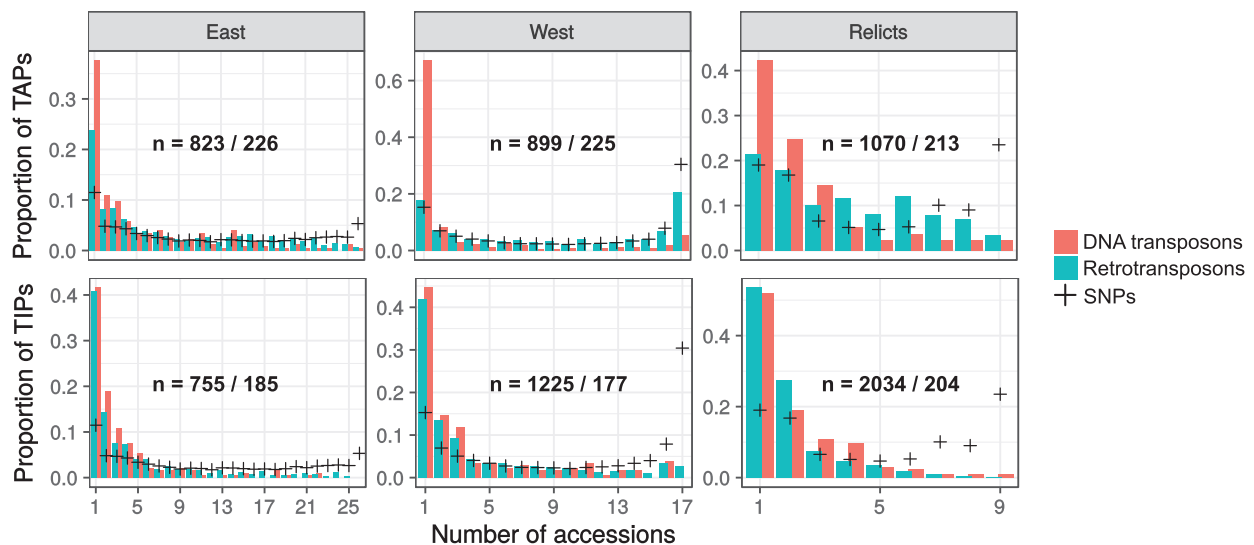 East West Relicts
Proportion of TAPs
0.3
0.2
0.1
0.0
n = 823 / 226
0.6
0.4
0.2
0.0
n = 899 / 225
0.4
0.3
0.2
0.1
0.0
n = 1070 / 213
Proportion of TIPs
0.4
0.3
0.2
0.1
0.0
n = 755 / 185
0.4
0.3
0.2
0.1
0.0
n = 1225 / 177
0.4
0.2
0.0
n = 2034 / 204
1 5 9 13 17 21 25
1 5 9 13 17
1 5 9
Number of accessions
DNA transposons
Retrotransposons
SNPs